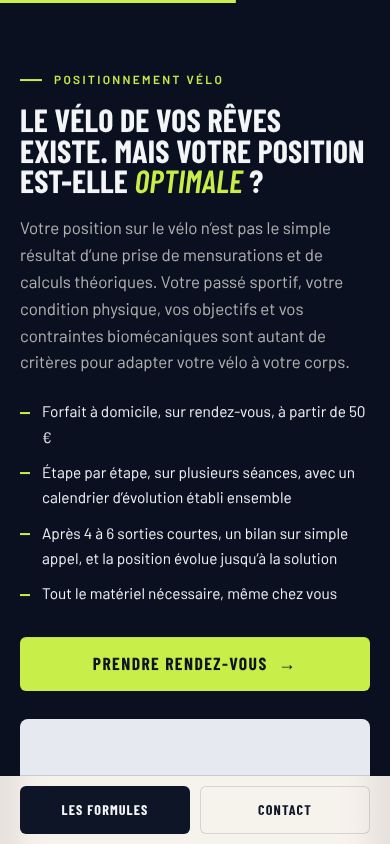 POSITIONNEMENT VÉLO
LE VÉLO DE VOS RÊVES
EXISTE. MAIS VOTRE POSITION
EST-ELLE OPTIMALE ?
Votre position sur le vélo n'est pas le simple
résultat d'une prise de mensurations et de
calculs théoriques. Votre passé sportif, votre
condition physique, vos objectifs et vos
contraintes biomécaniques sont autant de
critères pour adapter votre vélo à votre corps.
Forfait à domicile, sur rendez-vous, à partir de 50
€
Étape par étape, sur plusieurs séances, avec un
calendrier d'évolution établi ensemble
Après 4 à 6 sorties courtes, un bilan sur simple
appel, et la position évolue jusqu'à la solution
Tout le matériel nécessaire, même chez vous
PRENDRE RENDEZ-VOUS →
LES FORMULES
CONTACT